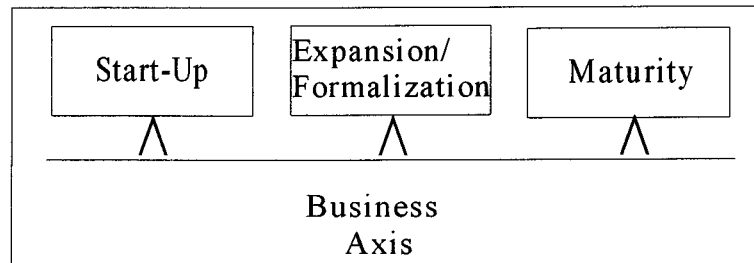 Start-Up
Expansion/
Formalization
Maturity
Business
Axis